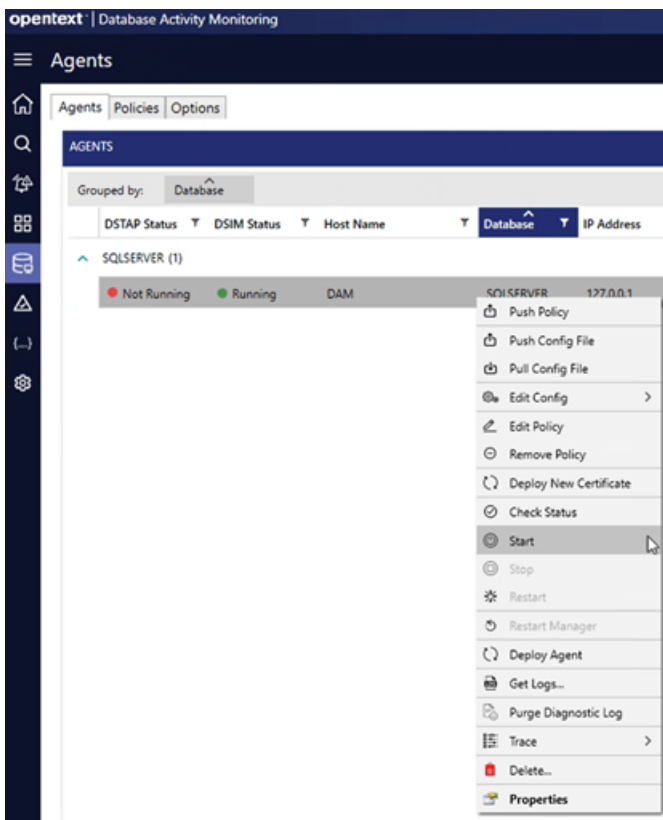 opentext™ | Database Activity Monitoring
Agents
Agents Policies Options
AGENTS
Grouped by: Database
DSTAP Status DSIM Status Host Name Database IP Address
SQLSERVER (1)
Not Running Running DAM SQLSERVER 127.0.0.1
Push Policy
Push Config File
Pull Config File
Edit Config
Edit Policy
Remove Policy
Deploy New Certificate
Check Status
Start
Stop
Restart
Restart Manager
Deploy Agent
Get Logs...
Purge Diagnostic Log
Trace
Delete...
Properties